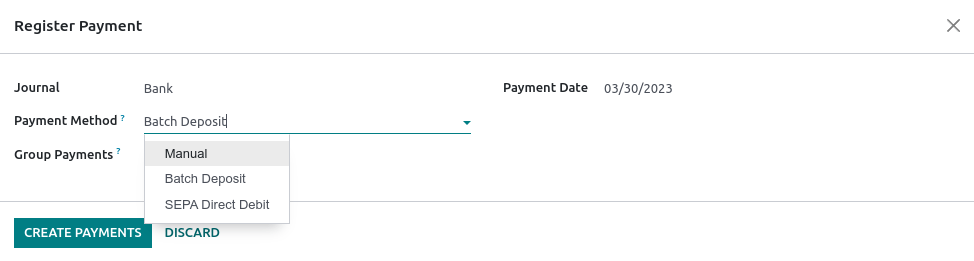 Register Payment
Journal Bank Payment Date 03/30/2023
Payment Method ? Batch Deposit
Group Payments ?
Manual
Batch Deposit
SEPA Direct Debit
CREATE PAYMENTS DISCARD